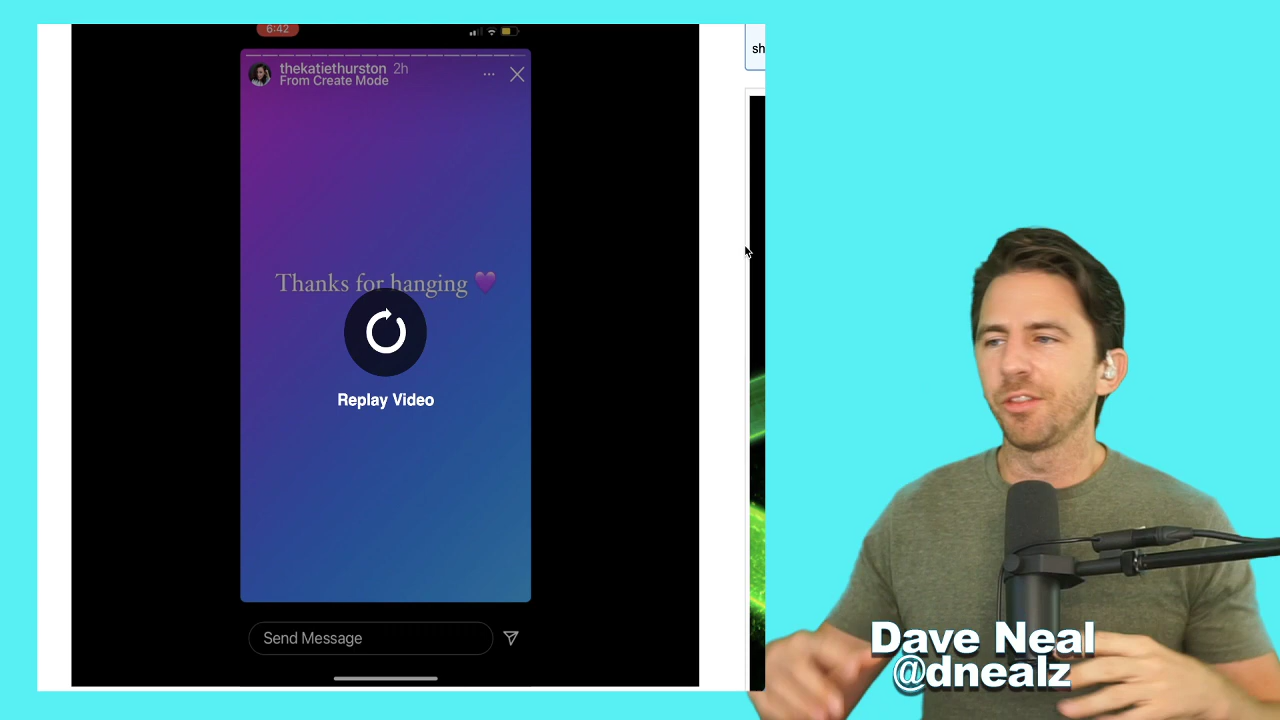 6:42
sh
thekatiethurston 2h
From Create Mode
Thanks for hanging 💜
Replay Video
Send Message
Dave Neal
@dnealz